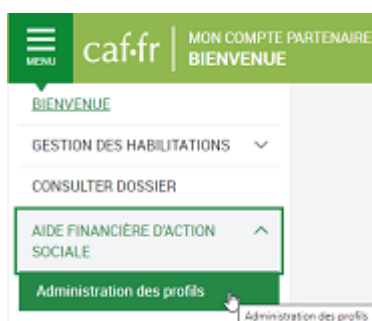 MENU
caf·fr
MON COMPTE PARTENAIRE
BIENVENUE
BIENVENUE
GESTION DES HABILITATIONS
CONSULTER DOSSIER
AIDE FINANCIÈRE D'ACTION
SOCIALE
Administration des profils
Administration des profils